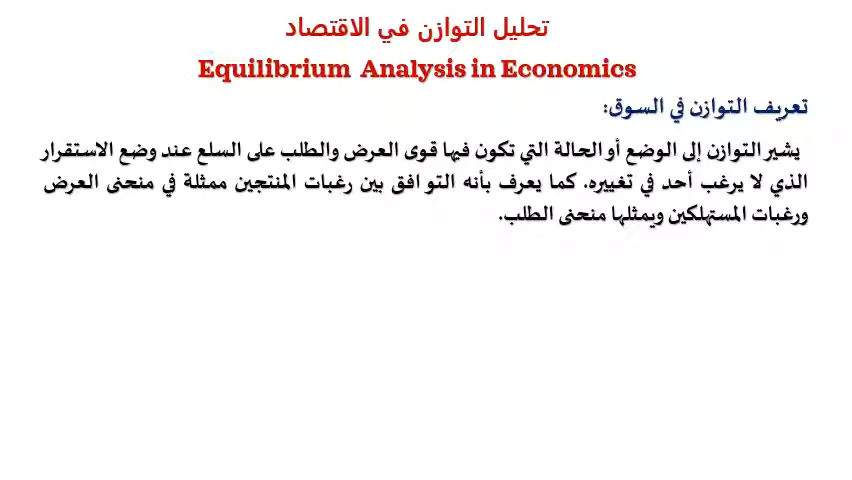 تحليل التوازن في الاقتصاد
Equilibrium Analysis in Economics
تعريف التوازن في السوق:
يشير التوازن إلى الوضع أو الحالة التي تكون فيها قوى العرض والطلب على السلع عند وضع الاستقرار
الذي لا يرغب أحد في تغييره. كما يعرف بأنه التوافق بين رغبات المنتجين ممثلة في منحنى العرض
ورغبات المستهلكين ويمثلها منحنى الطلب.